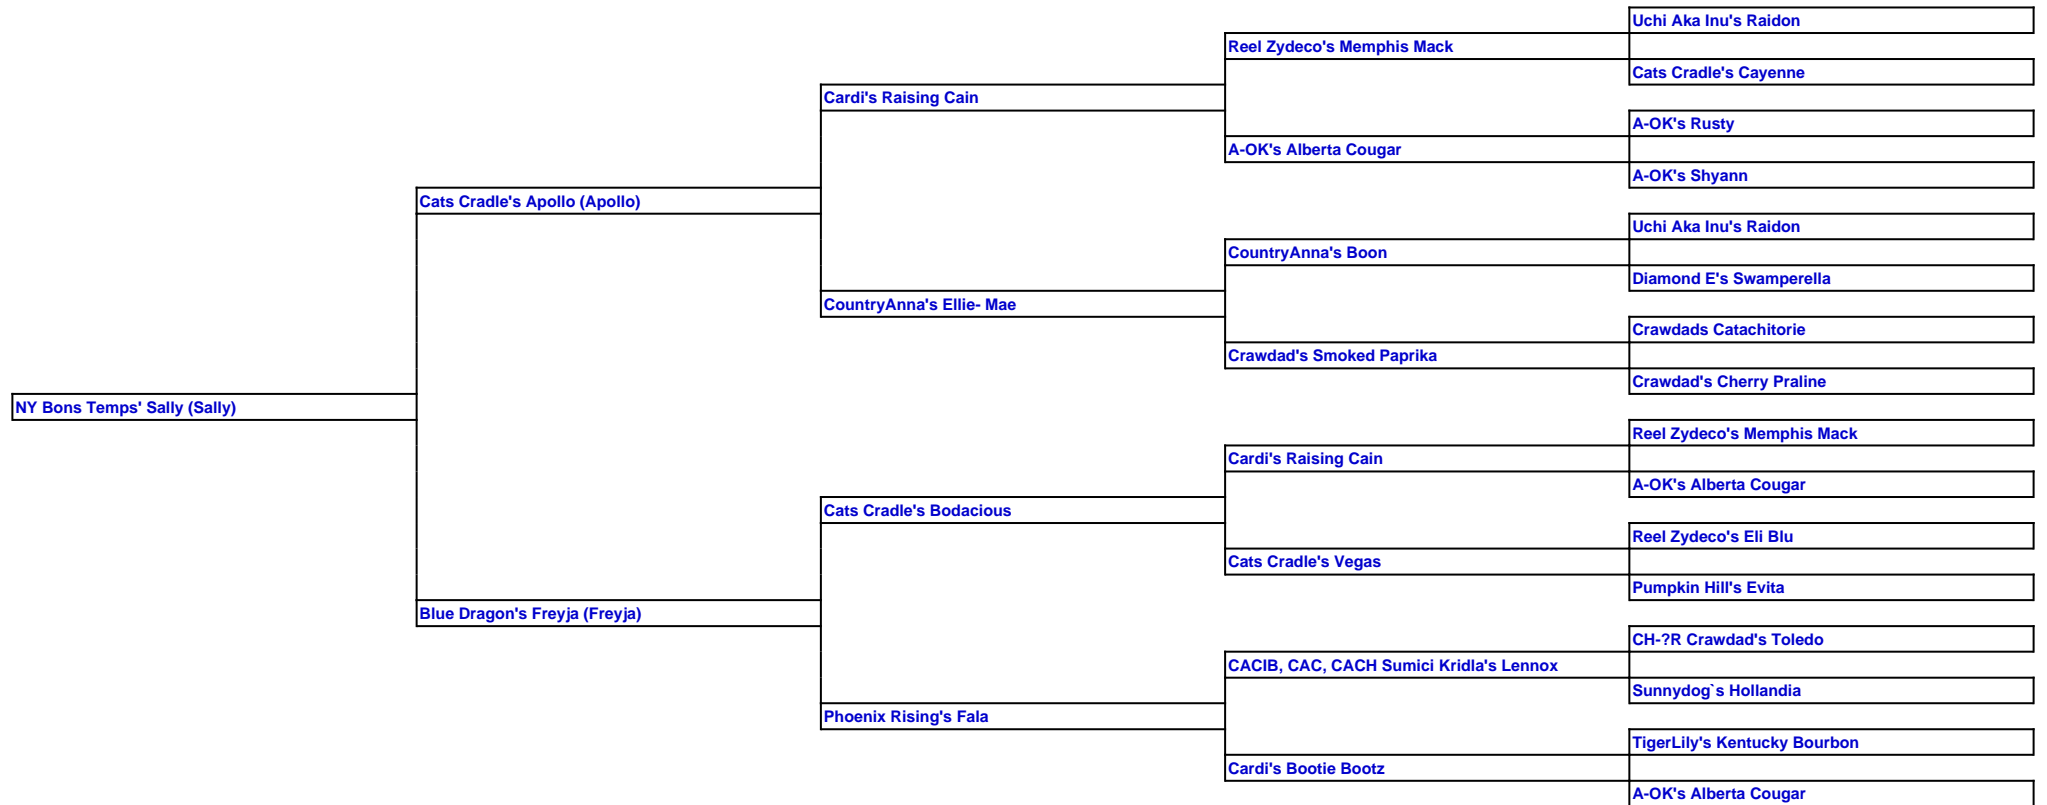 Uchi Aka Inu's Raidon
Reel Zydeco's Memphis Mack
Cats Cradle's Cayenne
Cardi's Raising Cain
A-OK's Rusty
A-OK's Alberta Cougar
A-OK's Shyann
Cats Cradle's Apollo (Apollo)
Uchi Aka Inu's Raidon
CountryAnna's Boon
Diamond E's Swamperella
CountryAnna's Ellie- Mae
Crawdads Catachitorie
Crawdad's Smoked Paprika
Crawdad's Cherry Praline
NY Bons Temps' Sally (Sally)
Reel Zydeco's Memphis Mack
Cardi's Raising Cain
A-OK's Alberta Cougar
Cats Cradle's Bodacious
Reel Zydeco's Eli Blu
Cats Cradle's Vegas
Pumpkin Hill's Evita
Blue Dragon's Freyja (Freyja)
CH-?R Crawdad's Toledo
CACIB, CAC, CACH Sumici Kridla's Lennox
Sunnydog`s Hollandia
Phoenix Rising's Fala
TigerLily's Kentucky Bourbon
Cardi's Bootie Bootz
A-OK's Alberta Cougar